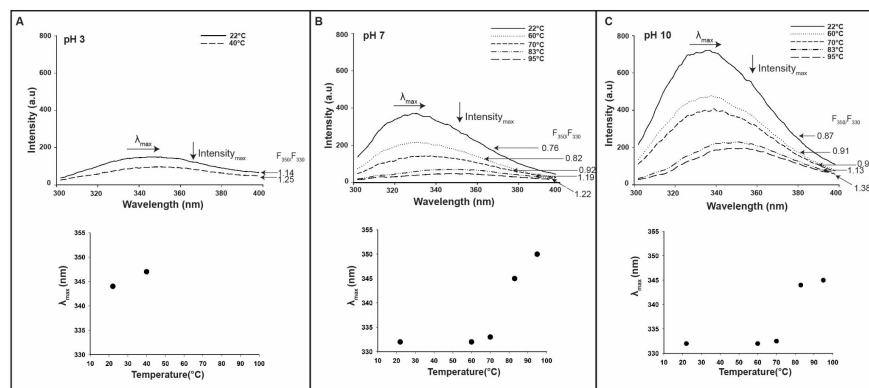 A
pH 3
22°C
40°C
Intensity (a.u)
800
600
400
200
0
λmax
Intensitymax
F350/F330
1.14
1.25
300
320
340
360
380
400
Wavelength (nm)
λmax (nm)
355
350
345
340
335
330
10 20 30 40 50 60 70 80 90 100
Temperature(°C)
B
pH 7
22°C
60°C
70°C
83°C
95°C
Intensity (a.u)
800
600
400
200
0
λmax
Intensitymax
F350/F330
0.76
0.82
0.92
1.19
1.22
300 320 340 360 380 400
Wavelength (nm)
λmax (nm)
355
350
345
340
335
330
10 20 30 40 50 60 70 80 90 100
Temperature(°C)
C
pH 10
22°C
60°C
70°C
83°C
95°C
Intensity (a.u)
800
600
400
200
0
λmax
Intensitymax
F350/F330
0.87
0.91
0.9
1.13
1.38
300 320 340 360 380 400
Wavelength (nm)
λmax (nm)
355
350
345
340
335
330
10 20 30 40 50 60 70 80 90 100
Temperature(°C)